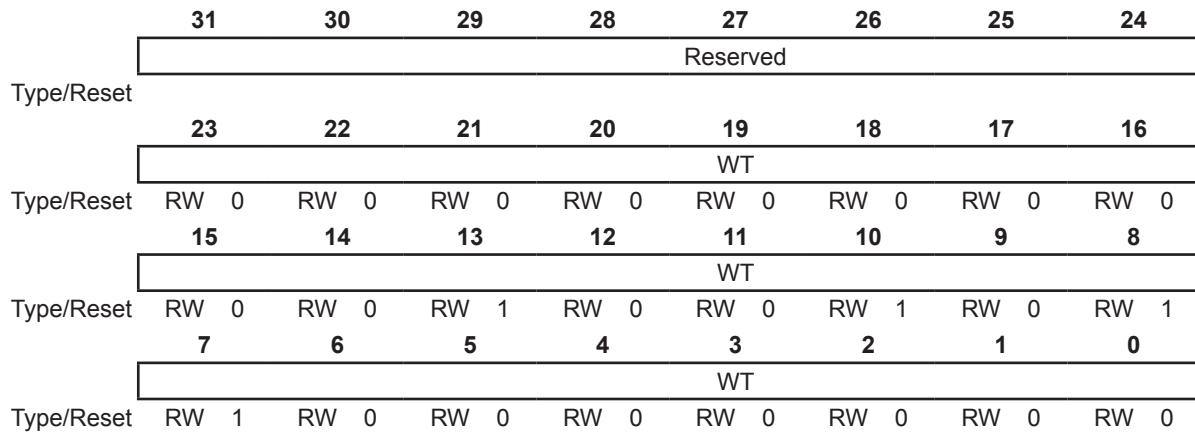 31 30 29 28 27 26 25 24
Reserved
Type/Reset
23 22 21 20 19 18 17 16
WT
Type/Reset RW 0 RW 0 RW 0 RW 0 RW 0 RW 0 RW 0 RW 0
15 14 13 12 11 10 9 8
WT
Type/Reset RW 0 RW 0 RW 1 RW 0 RW 0 RW 1 RW 0 RW 1
7 6 5 4 3 2 1 0
WT
Type/Reset RW 1 RW 0 RW 0 RW 0 RW 0 RW 0 RW 0 RW 0